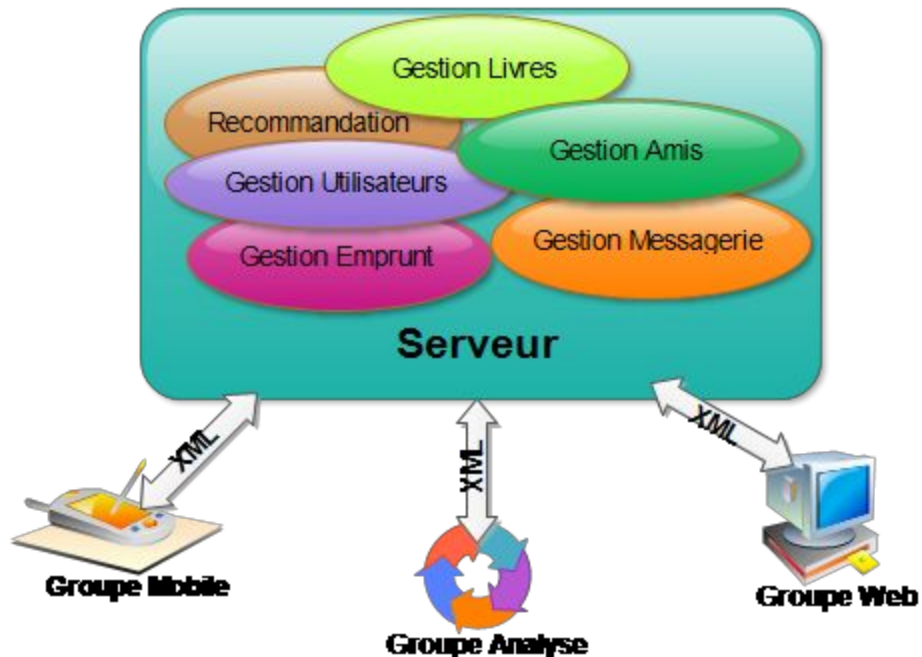 Gestion Livres
Recommandation
Gestion Amis
Gestion Utilisateurs
Gestion Messagerie
Gestion Emprunt
Serveur
XML
XML
XML
Groupe Mobile
Groupe Web
Groupe Analyse